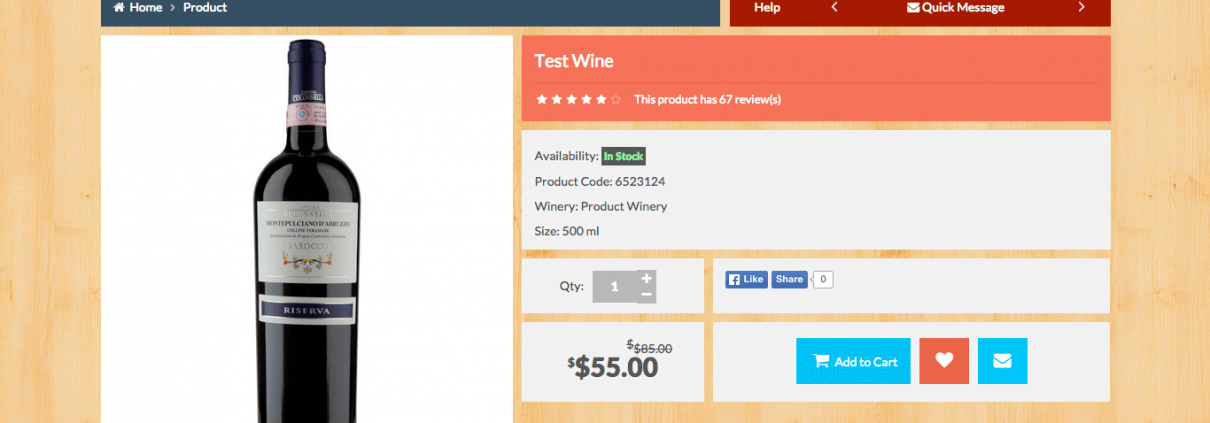 Home > Product
Help
Quick Message
CANTINA
COLONNELLA
MONTEPULCIANO D'ABRUZZO
COLLINE TERAMANE
BAROCCO
RISERVA
Test Wine
This product has 67 review(s)
Availability: In Stock
Product Code: 6523124
Winery: Product Winery
Size: 500 ml
Qty: 1 + −
Like Share 0
$$85.00
$$55.00
Add to Cart